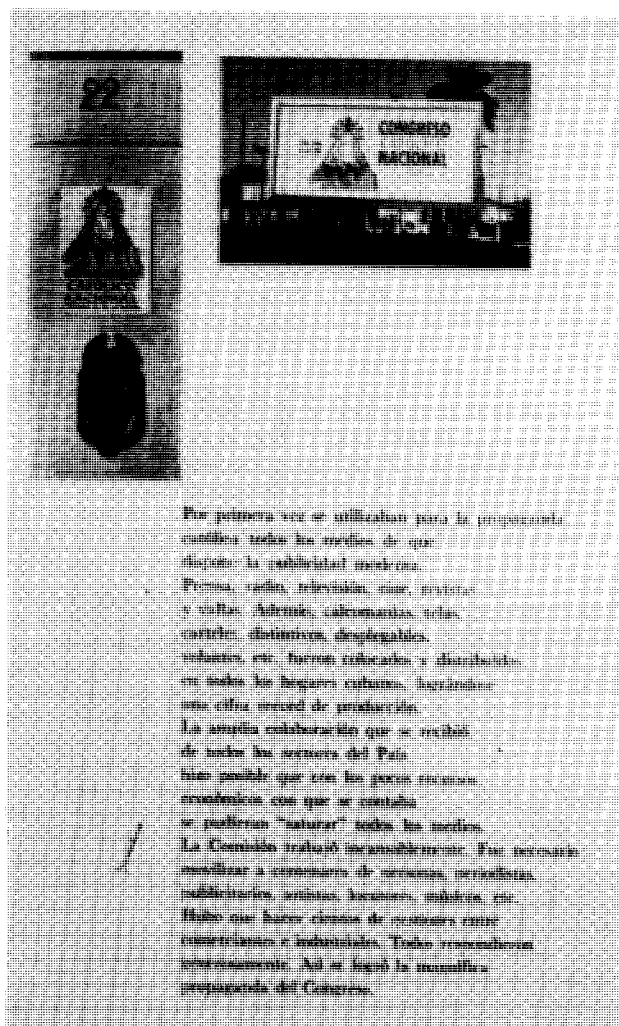 22
CATOLICO
NACIONAL
CONGRESO
NACIONAL
Por primera vez se utilizaban para la propaganda
católica todos los medios de que
dispone la publicidad moderna.
Prensa, radio, televisión, cine, revistas
y vallas. Además, calcomanías, telas,
carteles, distintivos, desplegables,
volantes, etc. fueron colocados y distribuidos
en todos los hogares cubanos, lográndose
una cifra record de producción.
La amplia colaboración que se recibió
de todos los sectores del País
hizo posible que con los pocos recursos
económicos con que se contaba
se pudieran "saturar" todos los medios.
La Comisión trabajó incansablemente. Fue necesario
movilizar a centenares de personas, periodistas,
publicitarios, artistas, locutores, músicos, etc.
Hubo que hacer cientos de gestiones entre
comerciantes e industriales. Todos respondieron
generosamente. Así se logró la magnífica
propaganda del Congreso.